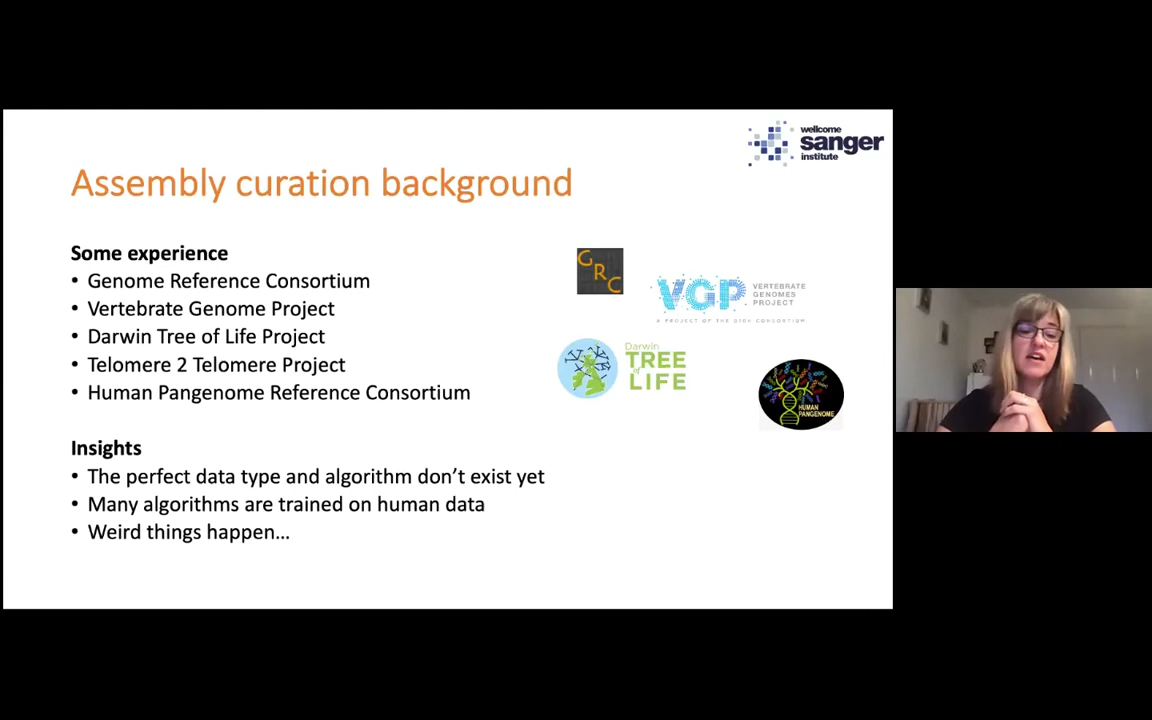 wellcome
sanger
institute
Assembly curation background
Some experience
• Genome Reference Consortium
• Vertebrate Genome Project
• Darwin Tree of Life Project
• Telomere 2 Telomere Project
• Human Pangenome Reference Consortium
GRC
VGP VERTEBRATE
GENOMES
PROJECT
A PROJECT OF THE G10K CONSORTIUM
Darwin
TREE
of
LIFE
HUMAN
PANGENOME
Insights
• The perfect data type and algorithm don’t exist yet
• Many algorithms are trained on human data
• Weird things happen…